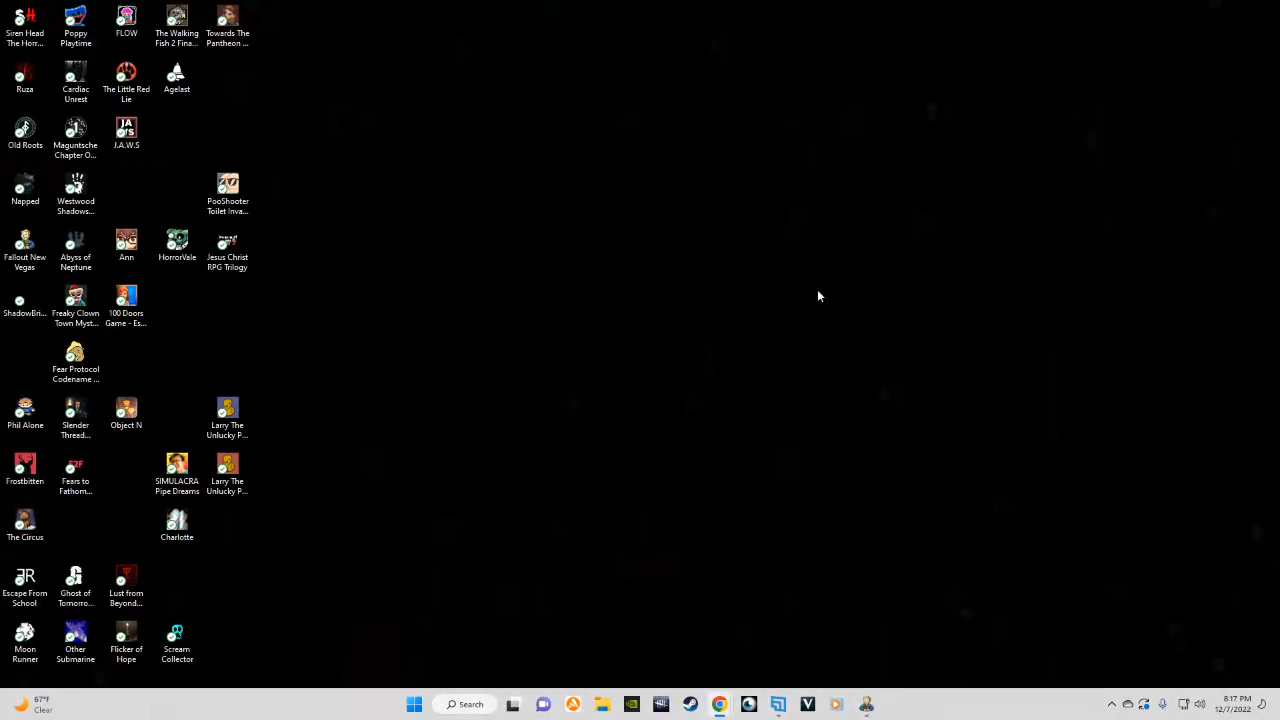 Siren Head
The Horr...
Poppy
Playtime
FLOW
The Walking
Fish 2 Fina...
Towards The
Pantheon ...
Ruza
Cardiac
Unrest
The Little Red
Lie
Agelast
Old Roots
Maguntsche
Chapter O...
JA
WS
J.A.W.S
Napped
Westwood
Shadows...
PooShooter
Toilet Inva...
Fallout New
Vegas
Abyss of
Neptune
Ann
HorrorVale
Jesus Christ
RPG Trilogy
ShadowBri...
Freaky Clown
Town Myst...
100 Doors
Game - Es...
Fear Protocol
Codename ...
Phil Alone
Slender
Thread...
Object N
Larry The
Unlucky P...
Frostbitten
Fears to
Fathom...
SIMULACRA
Pipe Dreams
Larry The
Unlucky P...
The Circus
Charlotte
Escape From
School
Ghost of
Tomorro...
Lust from
Beyond...
Moon
Runner
Other
Submarine
Flicker of
Hope
Scream
Collector
67°F
Clear
Search
8:17 PM
12/7/2022